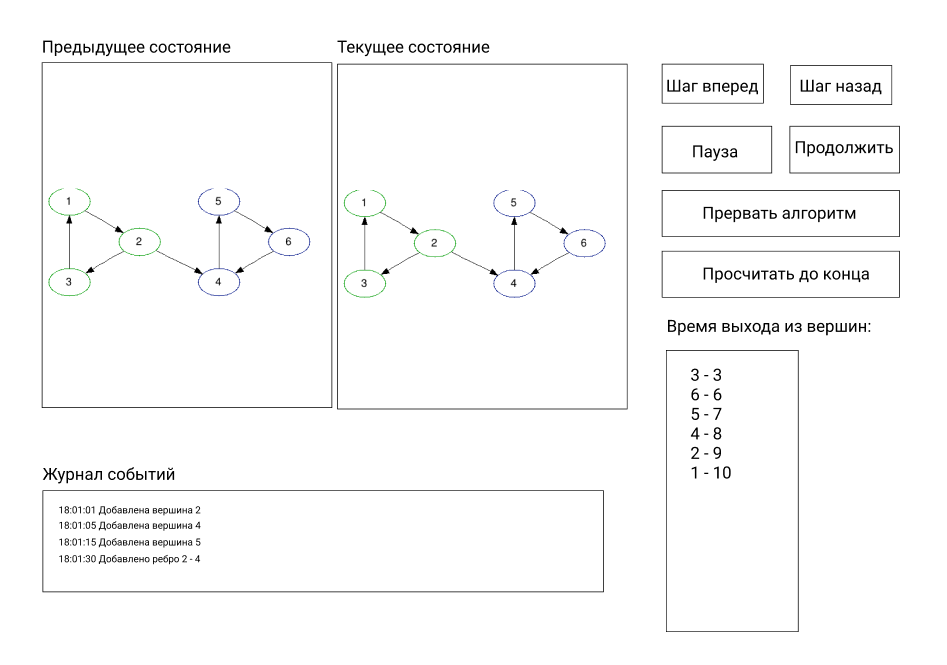 Предыдущее состояние
Текущее состояние
1
2
3
4
5
6
1
2
3
4
5
6
Шаг вперед
Шаг назад
Пауза
Продолжить
Прервать алгоритм
Просчитать до конца
Время выхода из вершин:
3 - 3
6 - 6
5 - 7
4 - 8
2 - 9
1 - 10
Журнал событий
18:01:01 Добавлена вершина 2
18:01:05 Добавлена вершина 4
18:01:15 Добавлена вершина 5
18:01:30 Добавлено ребро 2 - 4